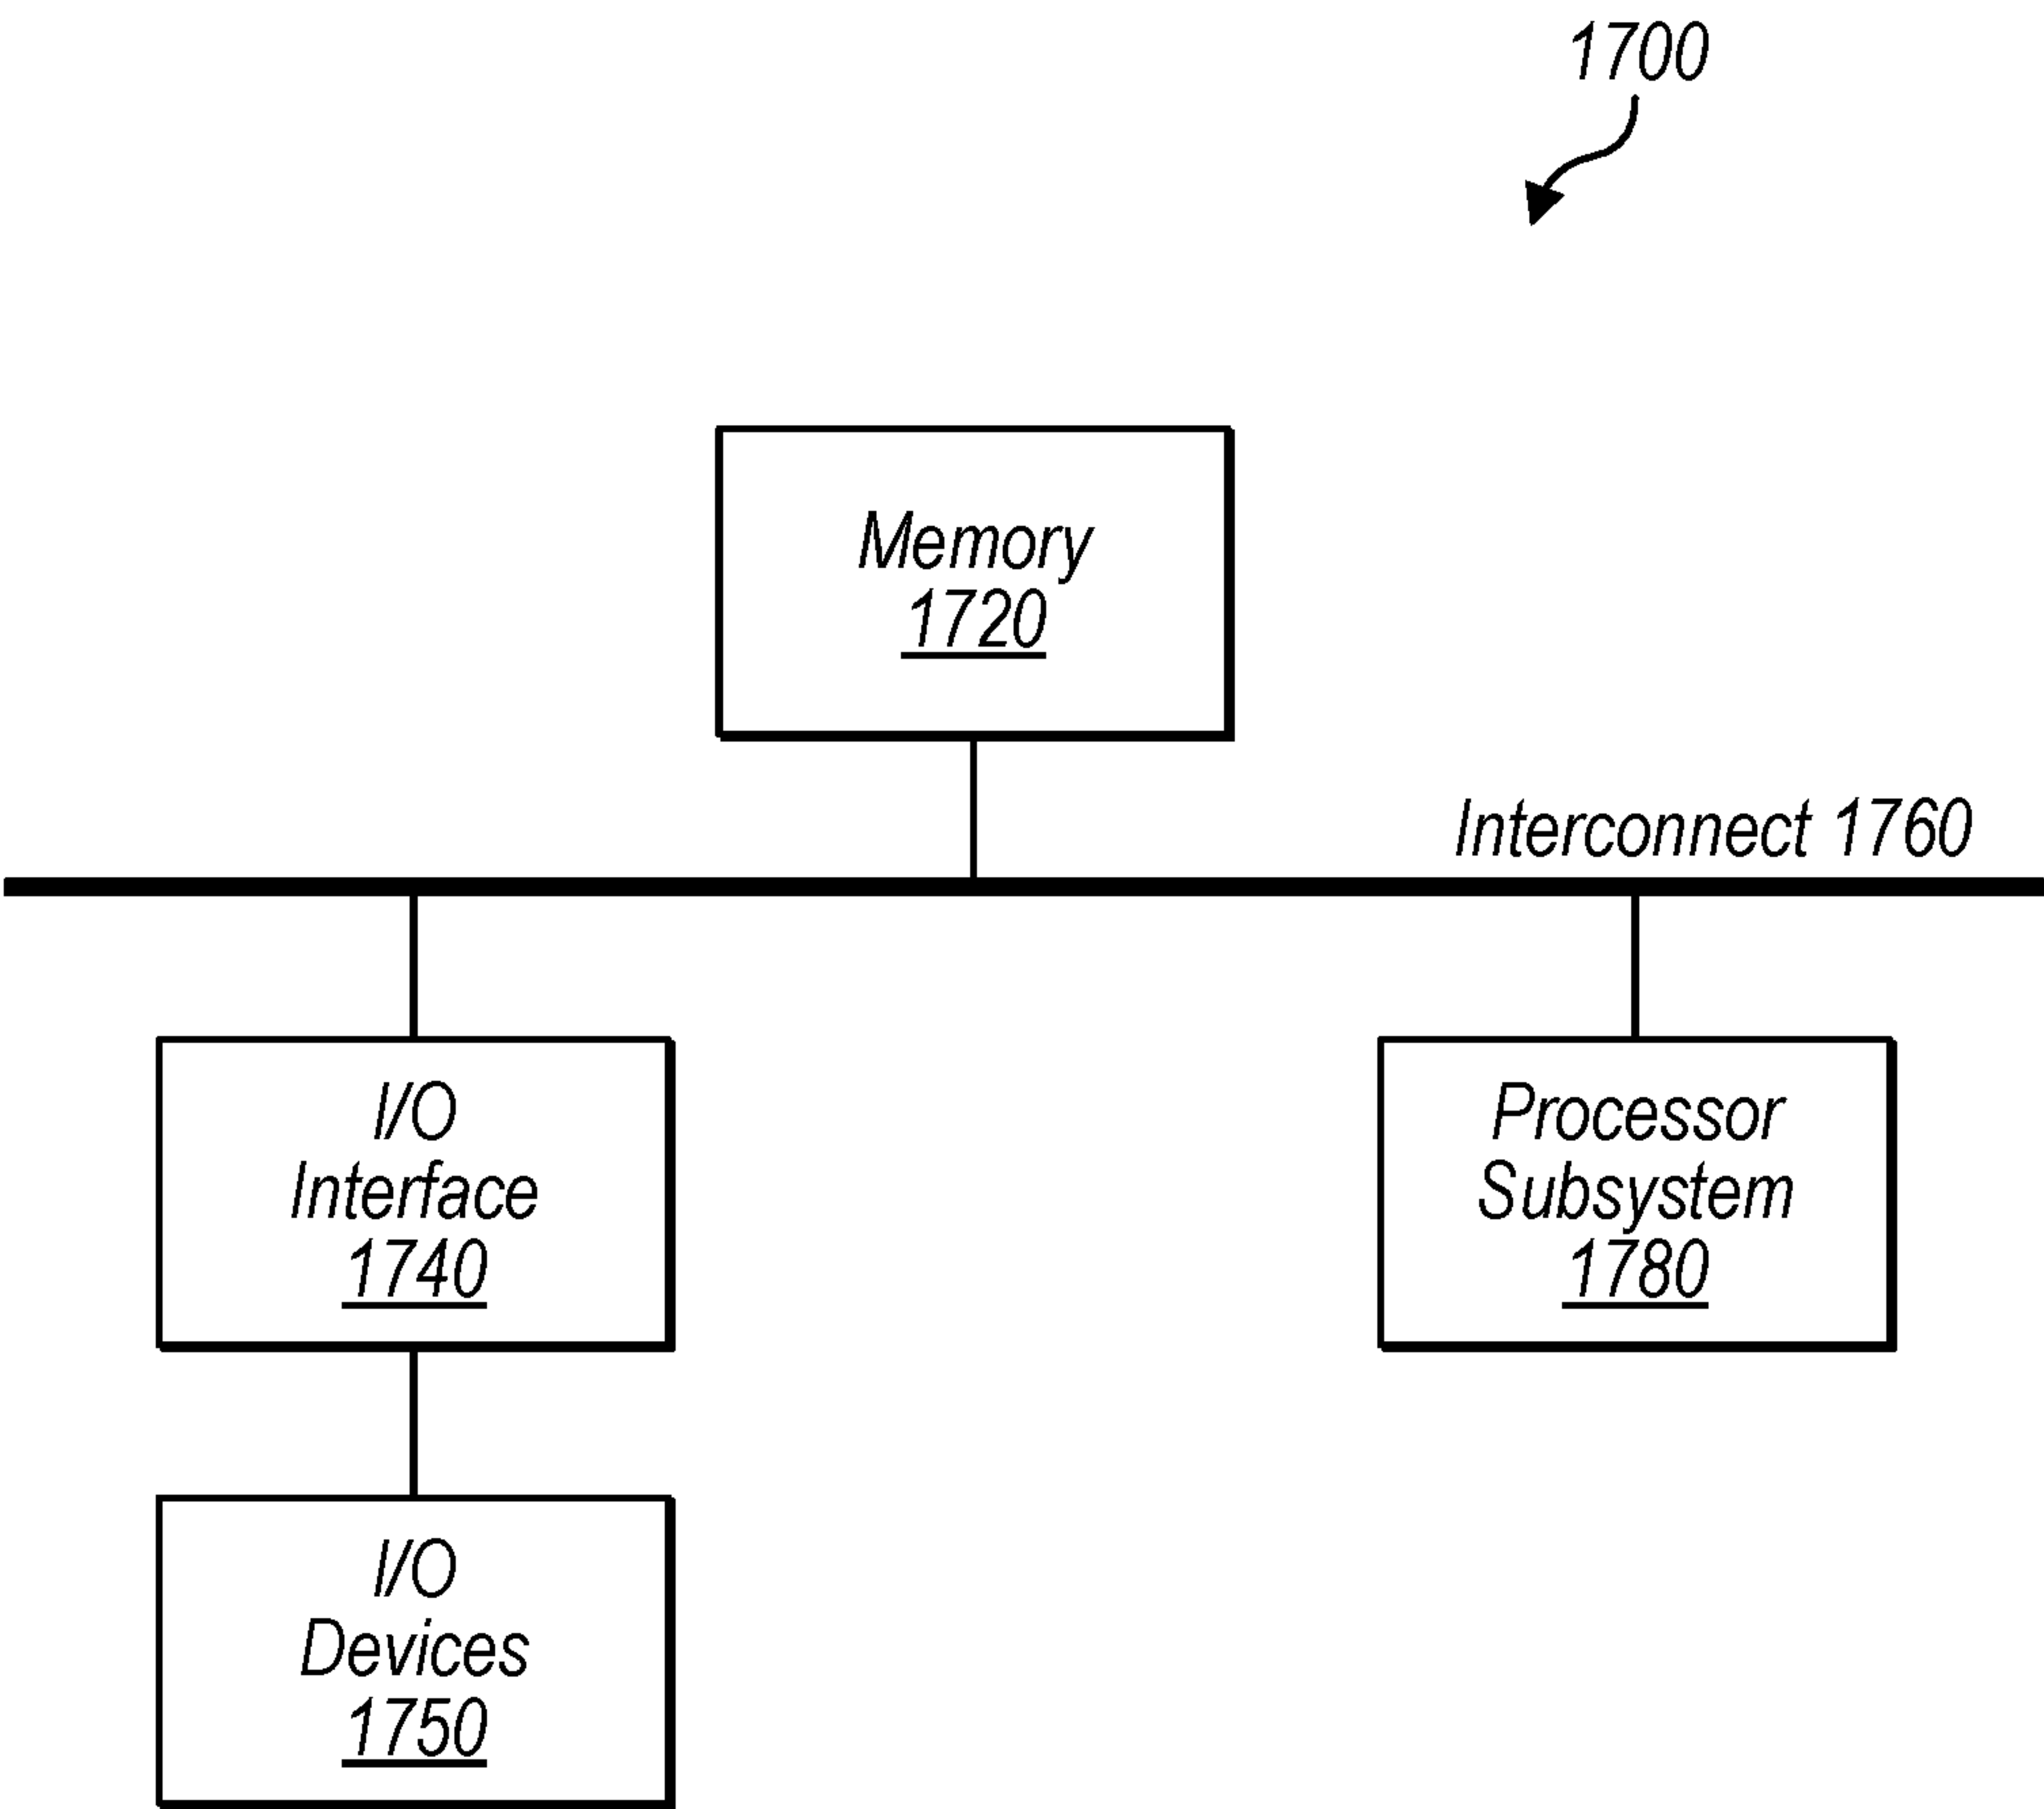 1700
Memory
1720
Interconnect 1760
I/O
Interface
1740
Processor
Subsystem
1780
I/O
Devices
1750